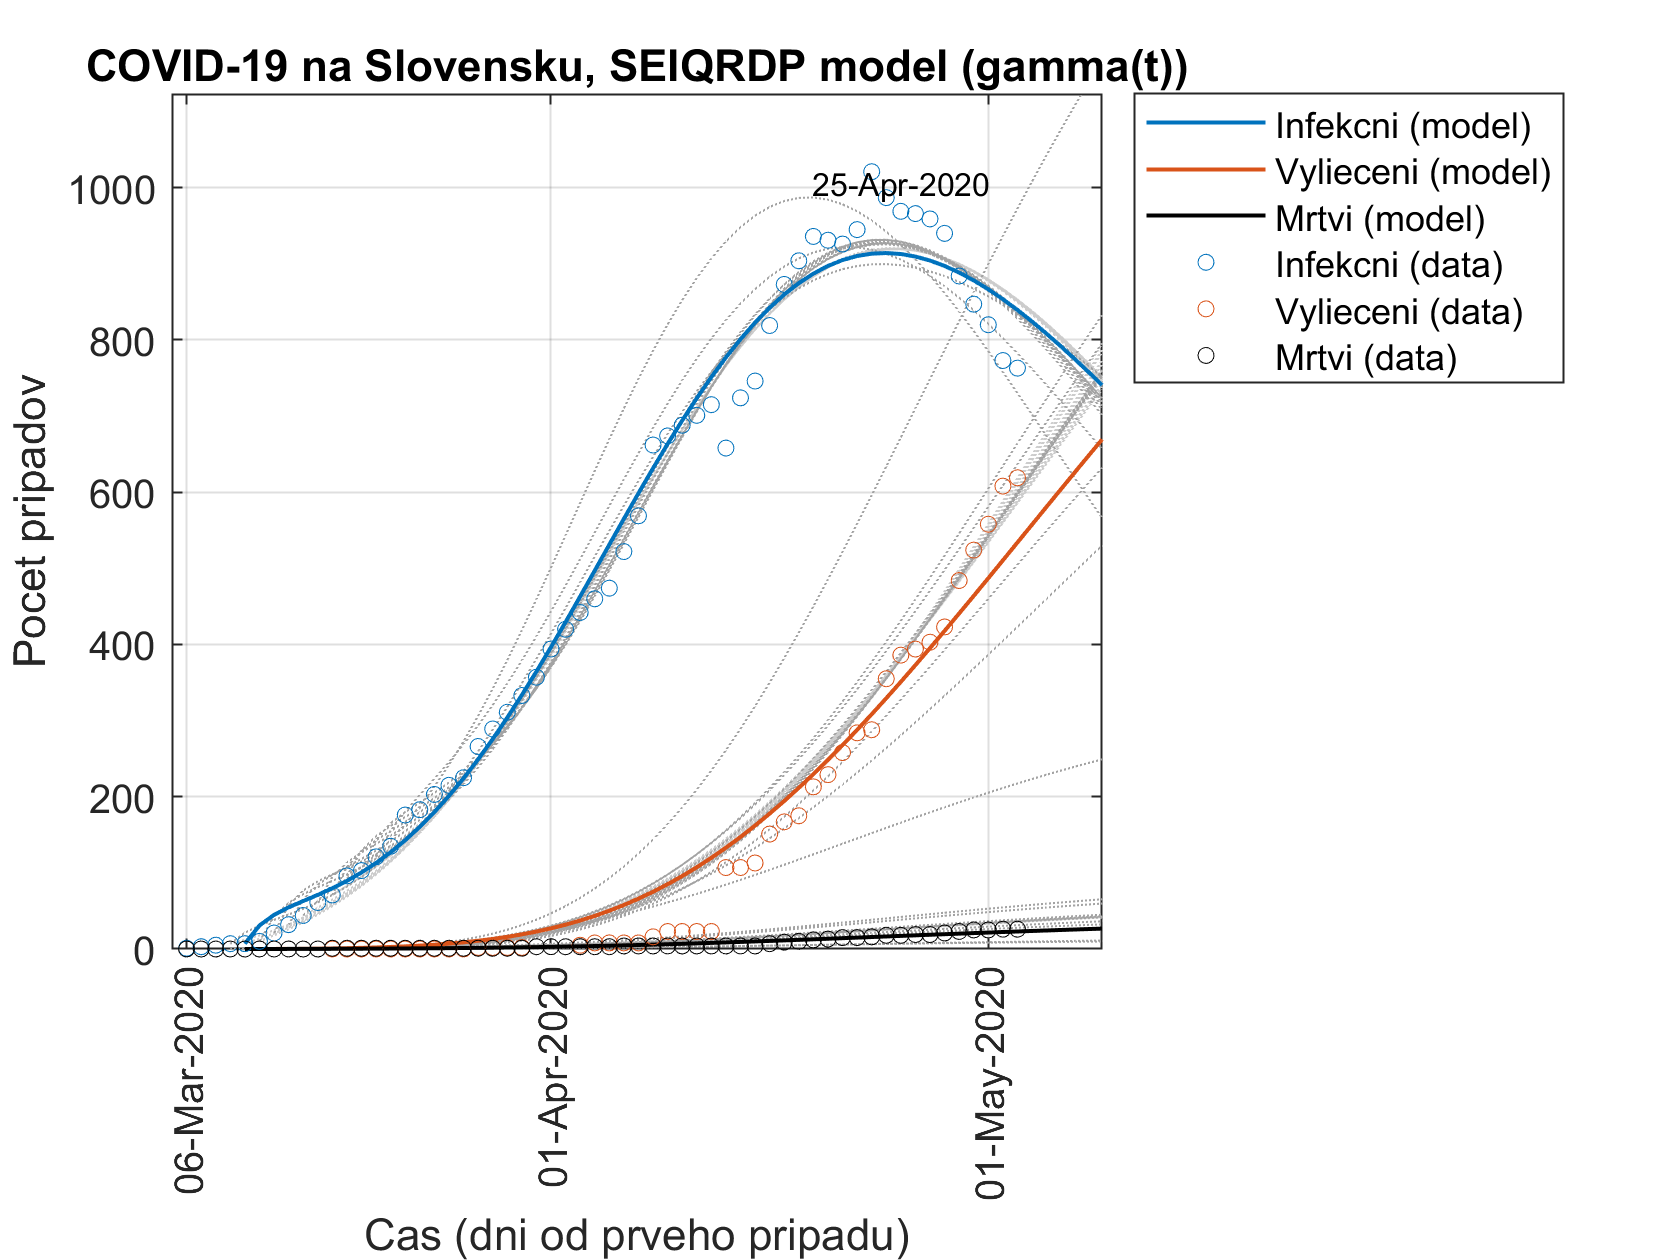 COVID-19 na Slovensku, SEIQRDP model (gamma(t))
Infekcni (model)
Vylieceni (model)
Mrtvi (model)
Infekcni (data)
Vylieceni (data)
Mrtvi (data)
25-Apr-2020
Pocet pripadov
1000
800
600
400
200
0
06-Mar-2020
01-Apr-2020
01-May-2020
Cas (dni od prveho pripadu)